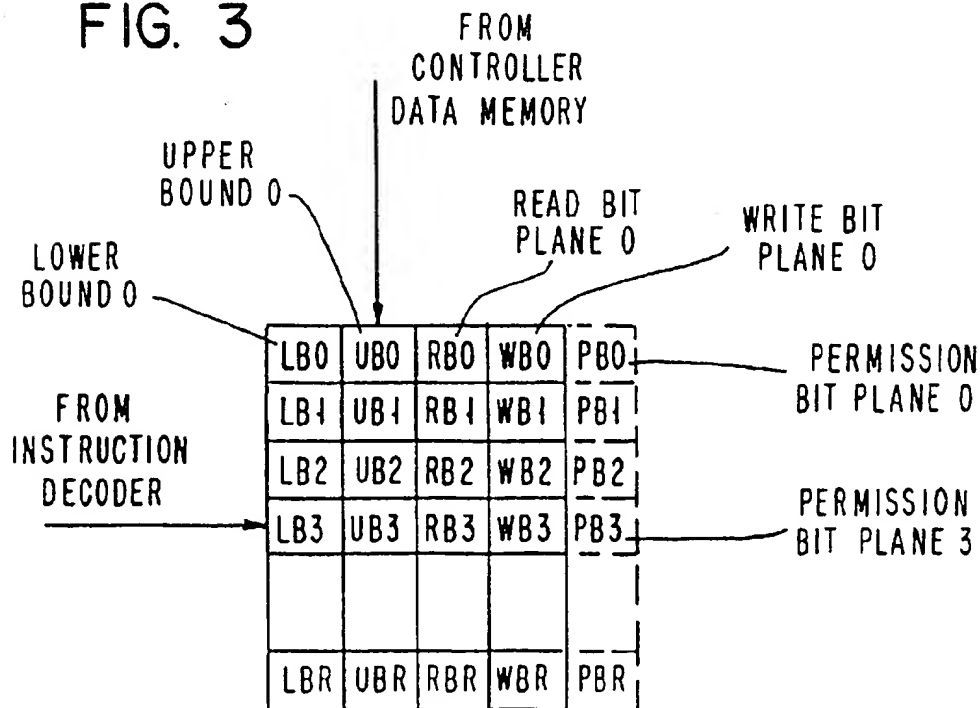 FIG. 3
FROM
CONTROLLER
DATA MEMORY
UPPER
BOUND 0
READ BIT
PLANE 0
WRITE BIT
PLANE 0
LOWER
BOUND 0
LB0 UB0 RB0 WB0 PB0
PERMISSION
BIT PLANE 0
FROM
INSTRUCTION
DECODER
LB1 UB1 RB1 WB1 PB1
LB2 UB2 RB2 WB2 PB2
LB3 UB3 RB3 WB3 PB3
PERMISSION
BIT PLANE 3
LBR UBR RBR WBR PBR